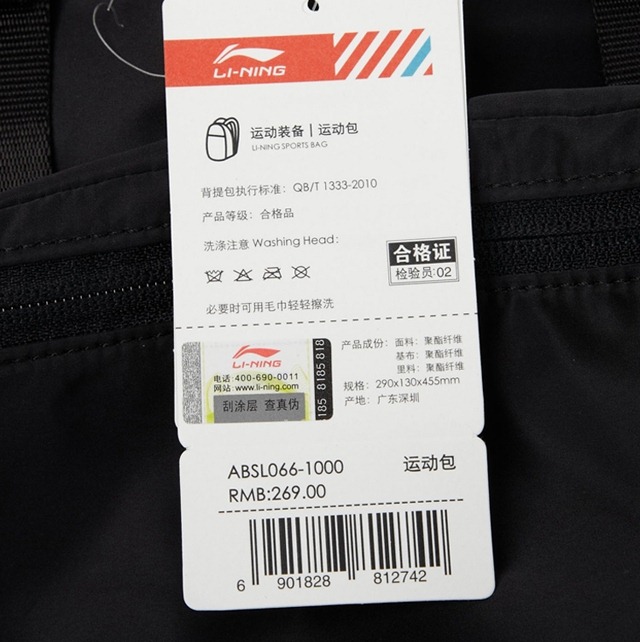 LI-NING
运动装备 | 运动包
LI-NING SPORTS BAG
背提包执行标准：QB/T 1333-2010
产品等级：合格品
洗涤注意 Washing Head：
合格证
检验员：02
必要时可用毛巾轻轻擦洗
LI-NING
电话：400-690-0011
网站：www.li-ning.com
刮涂层 查真伪
185 8185 818
产品成份：面料：聚酯纤维
基布：聚酯纤维
里料：聚酯纤维
规格：290x130x455mm
产地：广东深圳
ABSL066-1000 运动包
RMB:269.00
6 901828 812742